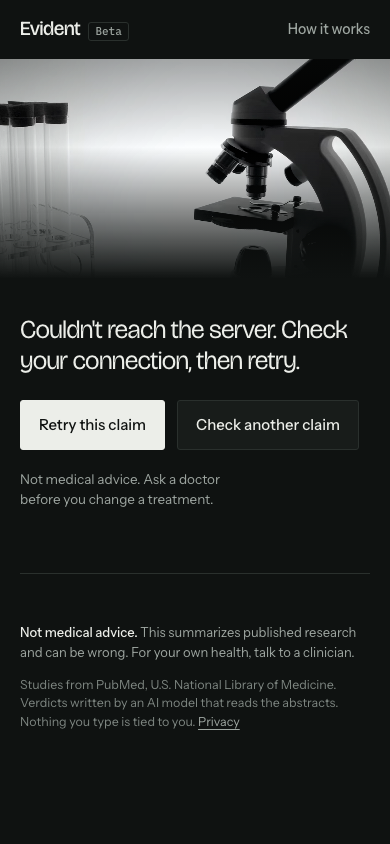 Evident Beta How it works
Couldn't reach the server. Check
your connection, then retry.
Retry this claim Check another claim
Not medical advice. Ask a doctor
before you change a treatment.
Not medical advice. This summarizes published research
and can be wrong. For your own health, talk to a clinician.
Studies from PubMed, U.S. National Library of Medicine.
Verdicts written by an AI model that reads the abstracts.
Nothing you type is tied to you. Privacy